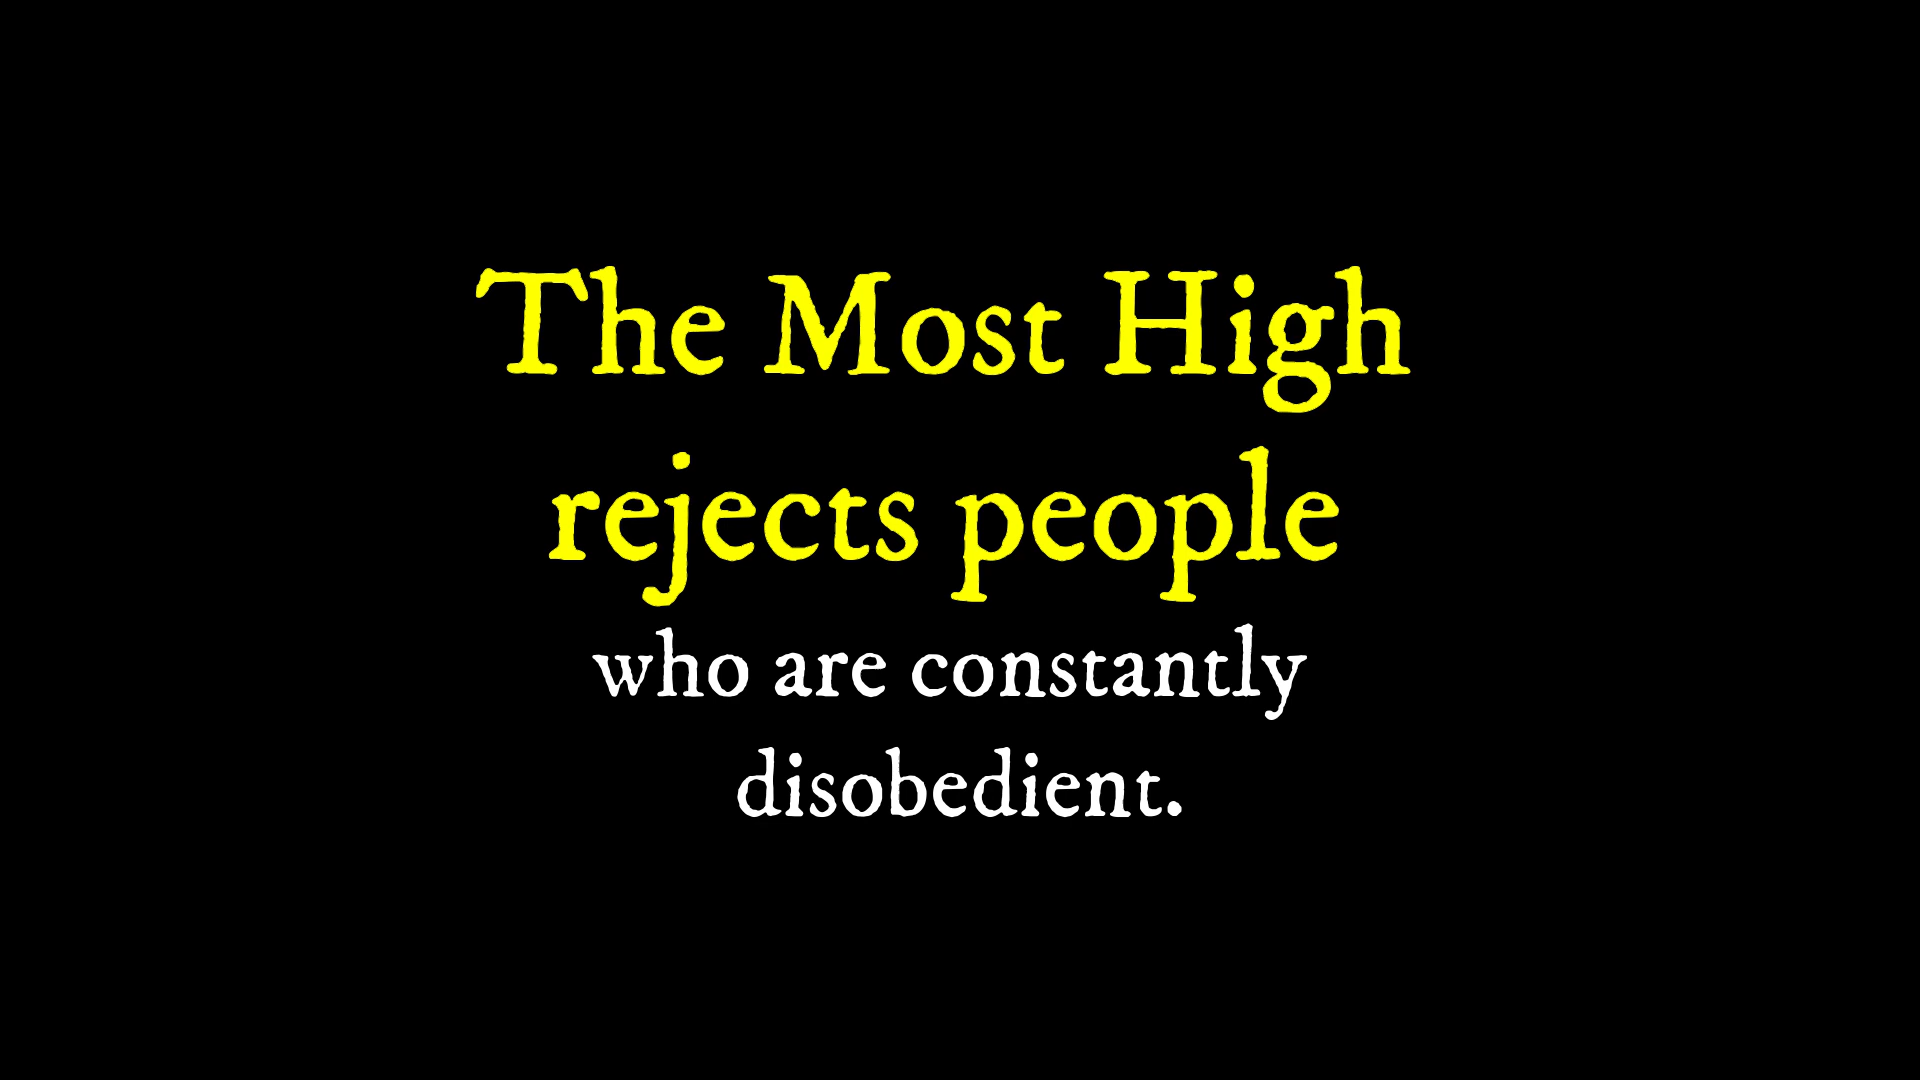 The Most High
rejects people
who are constantly
disobedient.